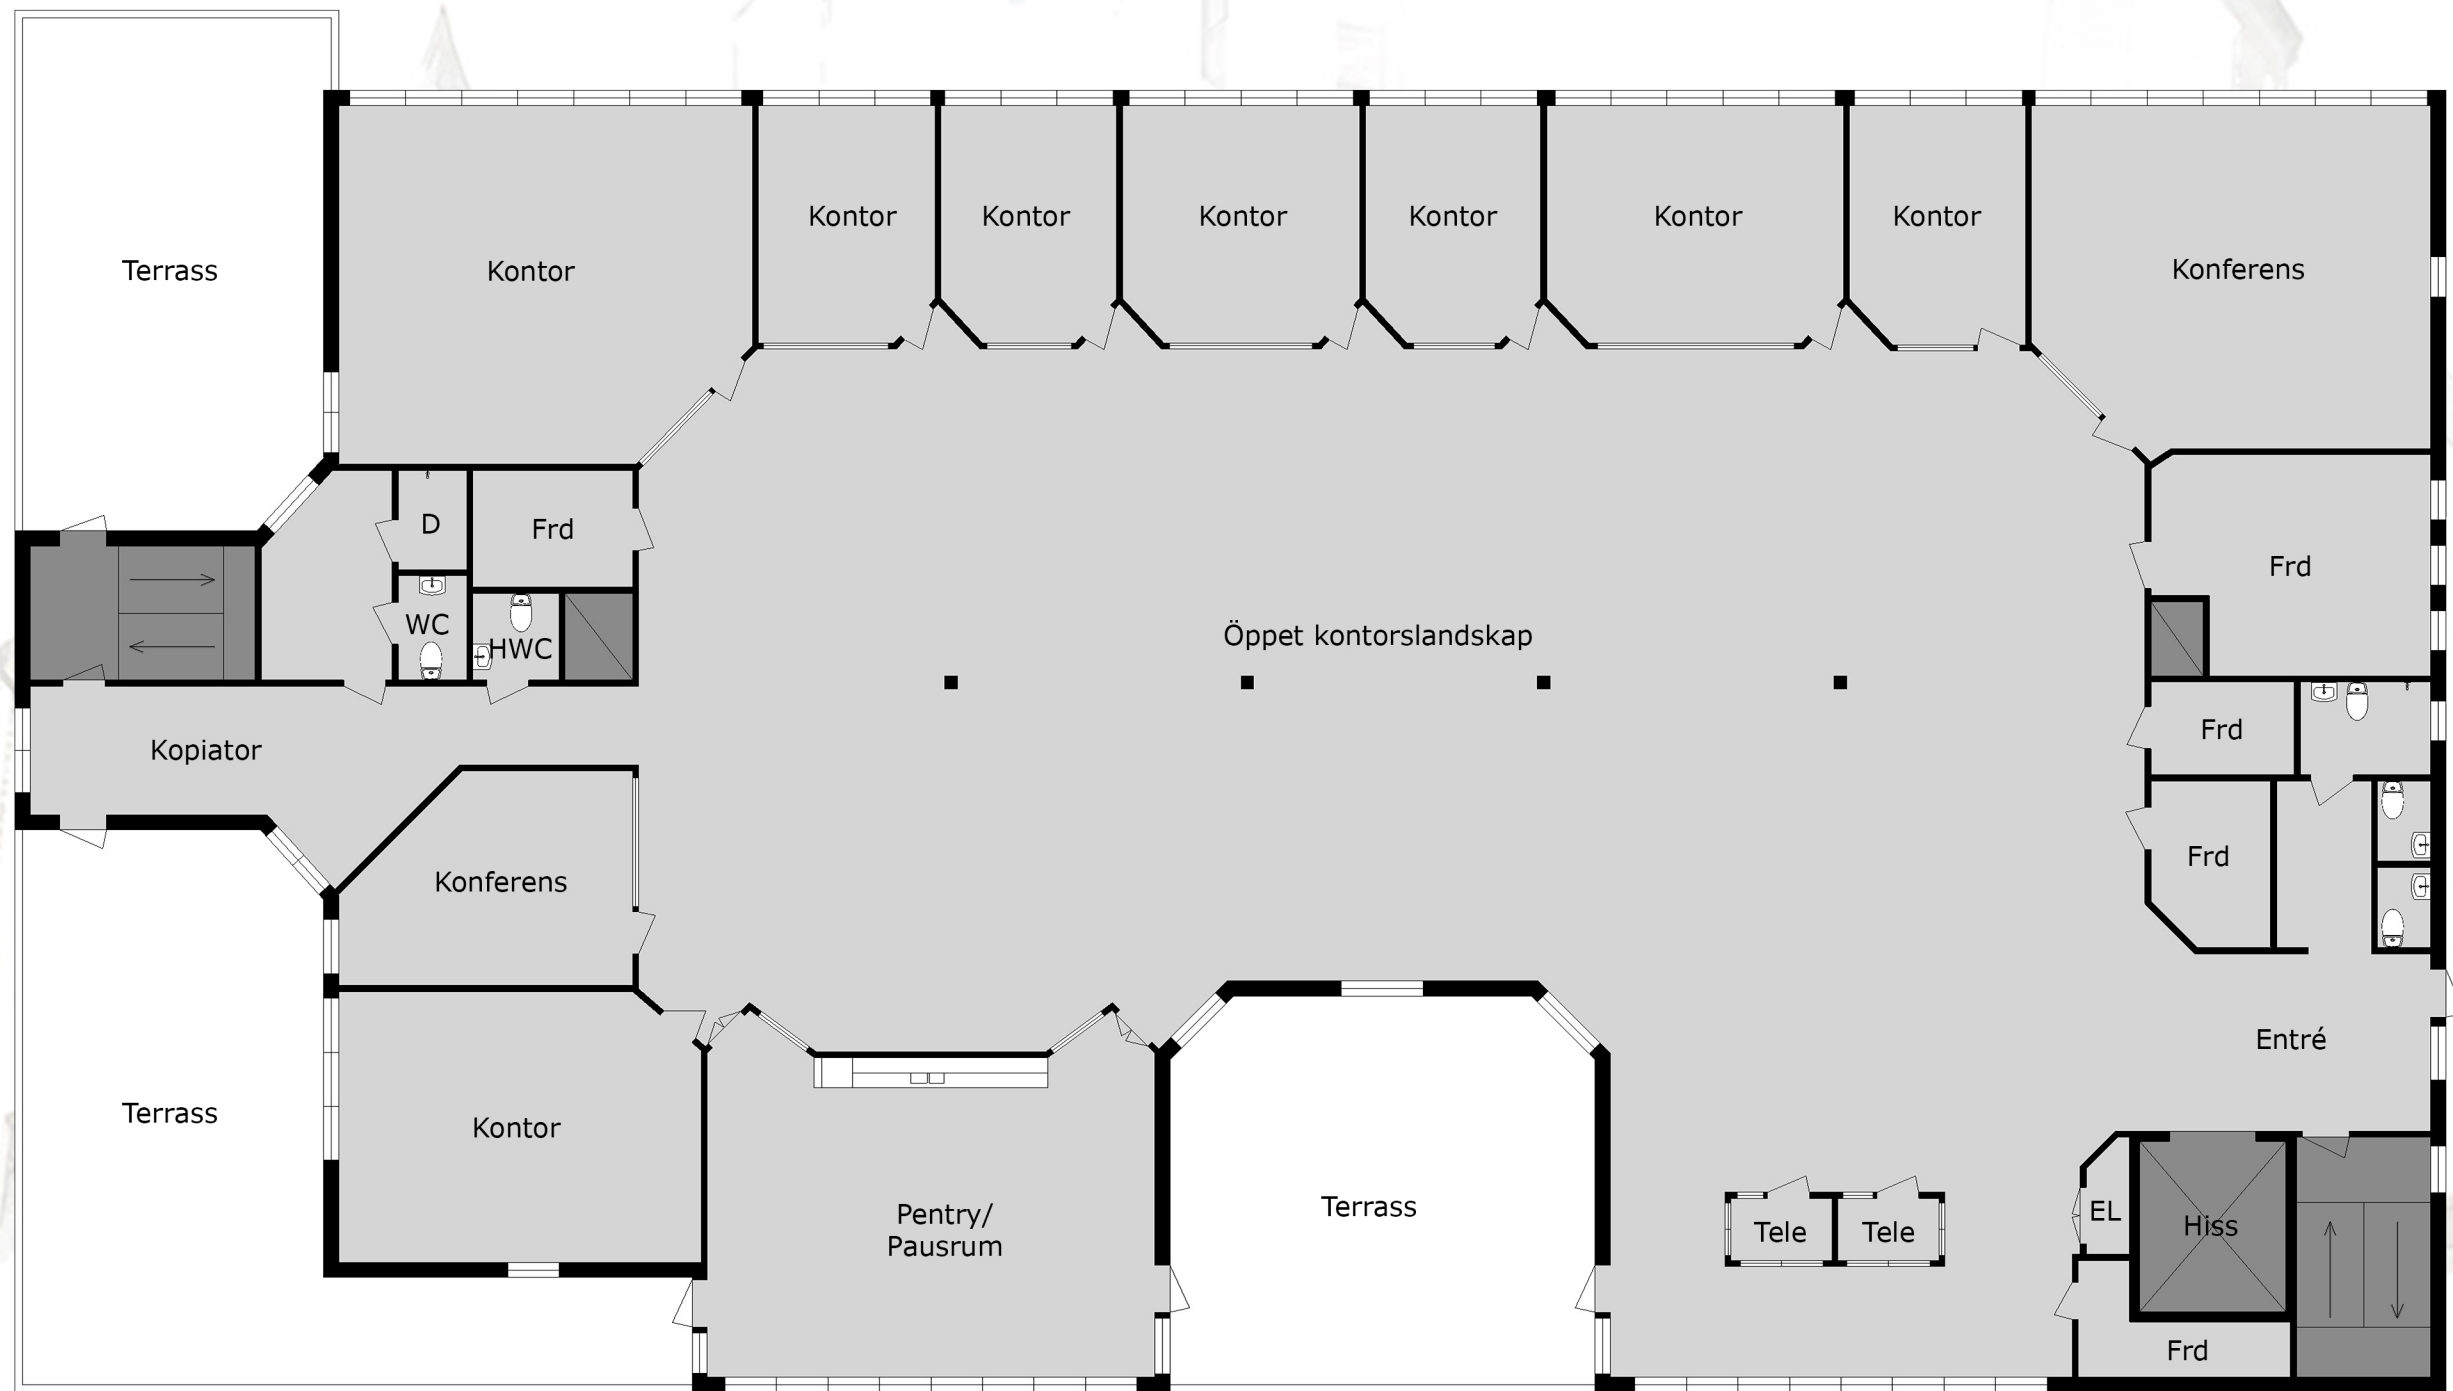 Kontor
Kontor
Kontor
Kontor
Kontor
Kontor
Terrass
Kontor
Konferens
D
Frd
Frd
WC
HWC
Öppet kontorslandskap
Kopiator
Frd
Konferens
Frd
Entré
Terrass
Kontor
Pentry/
Pausrum
Terrass
Tele
Tele
EL
Hiss
Frd